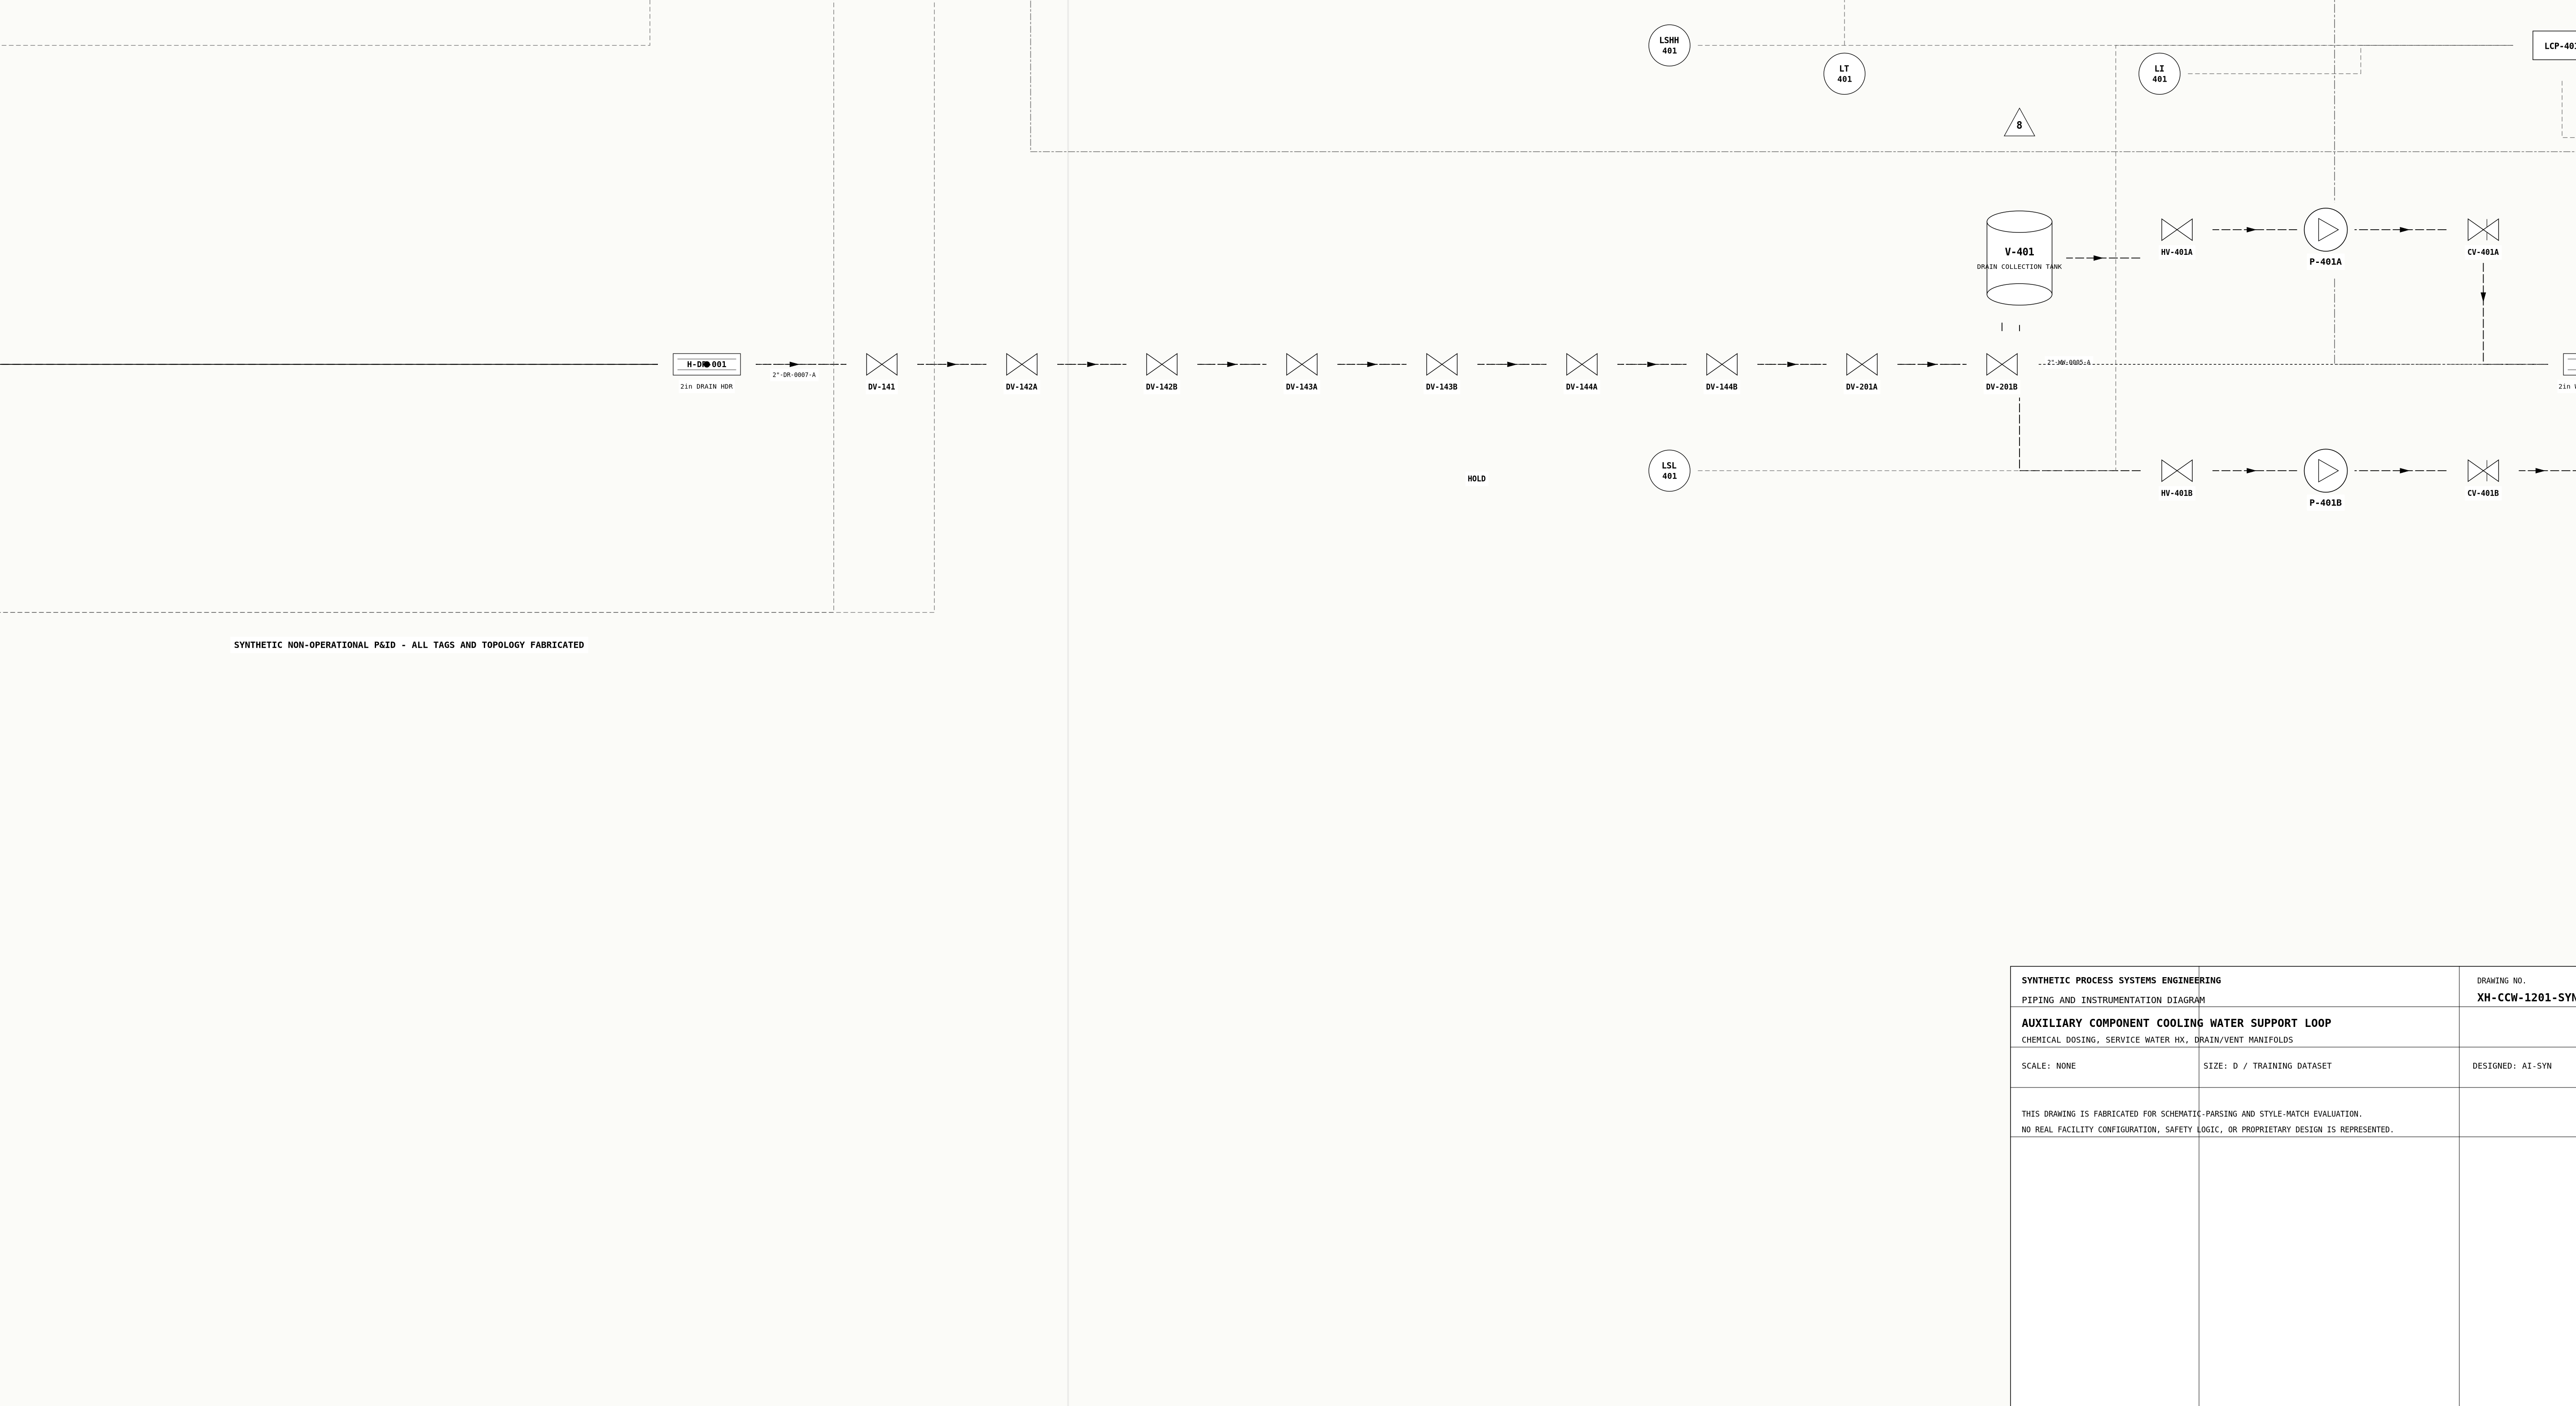 LSHH
401
LT
401
LI
401
8
V-401
DRAIN COLLECTION TANK
HV-401A
P-401A
CV-401A
2"-DR-0007-A
2in DRAIN HDR
DV-141
DV-142A
DV-142B
DV-143A
DV-143B
DV-144A
DV-144B
DV-201A
DV-201B
2"-WW-0005-A
HOLD
LSL
401
HV-401B
P-401B
CV-401B
SYNTHETIC NON-OPERATIONAL P&ID - ALL TAGS AND TOPOLOGY FABRICATED
SYNTHETIC PROCESS SYSTEMS ENGINEERING
PIPING AND INSTRUMENTATION DIAGRAM
DRAWING NO.
XH-CCW-1201-SYN
AUXILIARY COMPONENT COOLING WATER SUPPORT LOOP
CHEMICAL DOSING, SERVICE WATER HX, DRAIN/VENT MANIFOLDS
SCALE: NONE
SIZE: D / TRAINING DATASET
DESIGNED: AI-SYN
THIS DRAWING IS FABRICATED FOR SCHEMATIC-PARSING AND STYLE-MATCH EVALUATION.
NO REAL FACILITY CONFIGURATION, SAFETY LOGIC, OR PROPRIETARY DESIGN IS REPRESENTED.